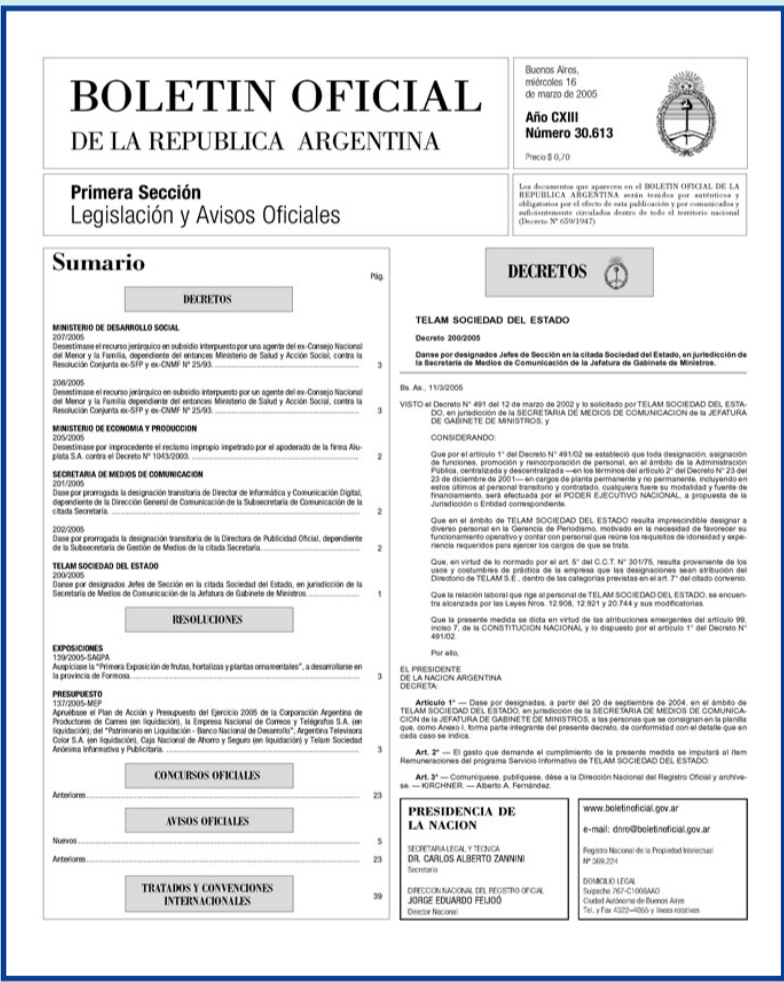 BOLETIN OFICIAL
DE LA REPUBLICA ARGENTINA
Buenos Aires,
miércoles 16
de marzo de 2005
Año CXIII
Número 30.613
Precio $ 0,70
Primera Sección
Legislación y Avisos Oficiales
Los documentos que aparecen en el BOLETIN OFICIAL DE LA
REPUBLICA ARGENTINA serán tenidos por auténticos y
obligatorios por el efecto de esta publicación y por comunicados y
suficientemente circulados dentro de todo el territorio nacional
(Decreto Nº 659/1947)
Sumario
Pág.
DECRETOS
MINISTERIO DE DESARROLLO SOCIAL
207/2005
Desestímase el recurso jerárquico en subsidio interpuesto por una agente del ex-Consejo Nacional
del Menor y la Familia, dependiente del entonces Ministerio de Salud y Acción Social, contra la
Resolución Conjunta ex-SFP y ex-CNMF Nº 25/93. .......... 3
208/2005
Desestímase el recurso jerárquico en subsidio interpuesto por un agente del ex-Consejo Nacional
del Menor y la Familia dependiente del entonces Ministerio de Salud y Acción Social, contra la
Resolución Conjunta ex-SFP y ex-CNMF Nº 25/93. .......... 3
MINISTERIO DE ECONOMIA Y PRODUCCION
205/2005
Desestímase por improcedente el reclamo impropio impetrado por el apoderado de la firma Alu-
plata S.A. contra el Decreto Nº 1043/2003. .......... 2
SECRETARIA DE MEDIOS DE COMUNICACION
201/2005
Dase por prorrogada la designación transitoria de Director de Informática y Comunicación Digital,
dependiente de la Dirección General de Comunicación de la Subsecretaría de Comunicación de la
citada Secretaría. .......... 2
202/2005
Dase por prorrogada la designación transitoria de la Directora de Publicidad Oficial, dependiente
de la Subsecretaría de Gestión de Medios de la citada Secretaría. .......... 2
TELAM SOCIEDAD DEL ESTADO
200/2005
Danse por designados Jefes de Sección en la citada Sociedad del Estado, en jurisdicción de la
Secretaría de Medios de Comunicación de la Jefatura de Gabinete de Ministros. .......... 1
RESOLUCIONES
EXPOSICIONES
139/2005-SAGPA
Auspíciase la "Primera Exposición de frutas, hortalizas y plantas ornamentales", a desarrollarse en
la provincia de Formosa. .......... 3
PRESUPUESTO
137/2005-MEP
Apruébase el Plan de Acción y Presupuesto del Ejercicio 2005 de la Corporación Argentina de
Productores de Carnes (en liquidación), la Empresa Nacional de Correos y Telégrafos S.A. (en
liquidación); del "Patrimonio en Liquidación - Banco Nacional de Desarrollo"; Argentina Televisora
Color S.A. (en liquidación), Caja Nacional de Ahorro y Seguro (en liquidación) y Telam Sociedad
Anónima Informativa y Publicitaria. .......... 3
CONCURSOS OFICIALES
Anteriores .......... 23
AVISOS OFICIALES
Nuevos .......... 5
Anteriores .......... 23
TRATADOS Y CONVENCIONES
INTERNACIONALES 39
DECRETOS
TELAM SOCIEDAD DEL ESTADO
Decreto 200/2005
Danse por designados Jefes de Sección en la citada Sociedad del Estado, en jurisdicción de
la Secretaría de Medios de Comunicación de la Jefatura de Gabinete de Ministros.
Bs. As., 11/3/2005
VISTO el Decreto Nº 491 del 12 de marzo de 2002 y lo solicitado por TELAM SOCIEDAD DEL ESTA-
DO, en jurisdicción de la SECRETARIA DE MEDIOS DE COMUNICACION de la JEFATURA
DE GABINETE DE MINISTROS, y
CONSIDERANDO:
Que por el artículo 1º del Decreto Nº 491/02 se estableció que toda designación, asignación
de funciones, promoción y reincorporación de personal, en el ámbito de la Administración
Pública, centralizada y descentralizada —en los términos del artículo 2º del Decreto Nº 23 del
23 de diciembre de 2001— en cargos de planta permanente y no permanente, incluyendo en
estos últimos al personal transitorio y contratado, cualquiera fuere su modalidad y fuente de
financiamiento, será efectuada por el PODER EJECUTIVO NACIONAL, a propuesta de la
Jurisdicción o Entidad correspondiente.
Que en el ámbito de TELAM SOCIEDAD DEL ESTADO resulta imprescindible designar a
diverso personal en la Gerencia de Periodismo, motivado en la necesidad de favorecer su
funcionamiento operativo y contar con personal que reúne los requisitos de idoneidad y expe-
riencia requeridos para ejercer los cargos de que se trata.
Que, en virtud de lo normado por el art. 5º del C.C.T. Nº 301/75, resulta proveniente de los
usos y costumbres de práctica de la empresa que las designaciones sean atribución del
Directorio de TELAM S.E., dentro de las categorías previstas en el art. 7º del citado convenio.
Que la relación laboral que rige al personal de TELAM SOCIEDAD DEL ESTADO, se encuen-
tra alcanzada por las Leyes Nros. 12.908, 12.921 y 20.744 y sus modificatorias.
Que la presente medida se dicta en virtud de las atribuciones emergentes del artículo 99,
inciso 7, de la CONSTITUCION NACIONAL y lo dispuesto por el artículo 1º del Decreto Nº
491/02.
Por ello,
EL PRESIDENTE
DE LA NACION ARGENTINA
DECRETA:
Artículo 1º — Dase por designadas, a partir del 20 de septiembre de 2004, en el ámbito de
TELAM SOCIEDAD DEL ESTADO, en jurisdicción de la SECRETARIA DE MEDIOS DE COMUNICA-
CION de la JEFATURA DE GABINETE DE MINISTROS, a las personas que se consignan en la planilla
que, como Anexo I, forma parte integrante del presente decreto, de conformidad con el detalle que en
cada caso se indica.
Art. 2º — El gasto que demande el cumplimiento de la presente medida se imputará al ítem
Remuneraciones del programa Servicio Informativo de TELAM SOCIEDAD DEL ESTADO.
Art. 3º — Comuníquese, publíquese, dése a la Dirección Nacional del Registro Oficial y archíve-
se. — KIRCHNER. — Alberto A. Fernández.
PRESIDENCIA DE
LA NACION
SECRETARIA LEGAL Y TECNICA
DR. CARLOS ALBERTO ZANNINI
Secretario
DIRECCION NACIONAL DEL REGISTRO OFICIAL
JORGE EDUARDO FEIJOÓ
Director Nacional
www.boletinoficial.gov.ar
e-mail: dnro@boletinoficial.gov.ar
Registro Nacional de la Propiedad Intelectual
Nº 369.224
DOMICILIO LEGAL
Suipacha 767-C1008AAO
Ciudad Autónoma de Buenos Aires
Tel. y Fax 4322-4055 y líneas rotativas